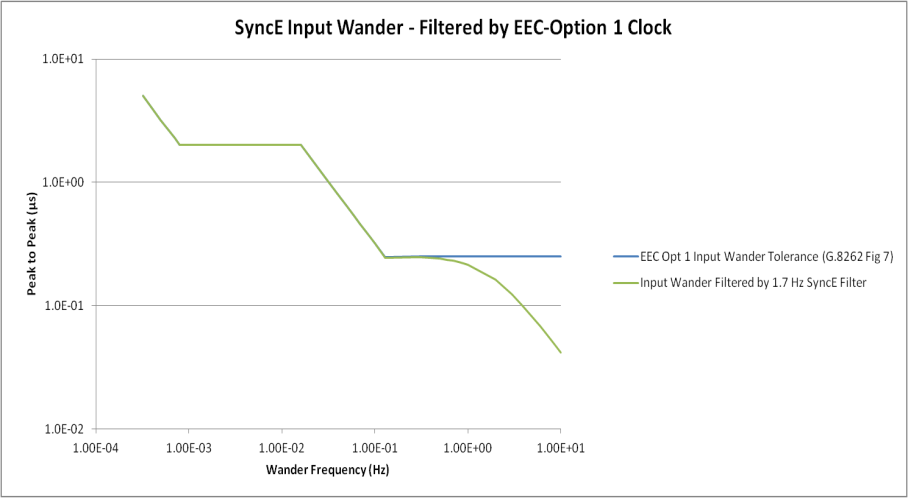 SyncE Input Wander - Filtered by EEC-Option 1 Clock
1.0E+01
1.0E+00
1.0E-01
1.0E-02
Peak to Peak (µs)
1.00E-04 1.00E-03 1.00E-02 1.00E-01 1.00E+00 1.00E+01
Wander Frequency (Hz)
EEC Opt 1 Input Wander Tolerance (G.8262 Fig 7)
Input Wander Filtered by 1.7 Hz SyncE Filter